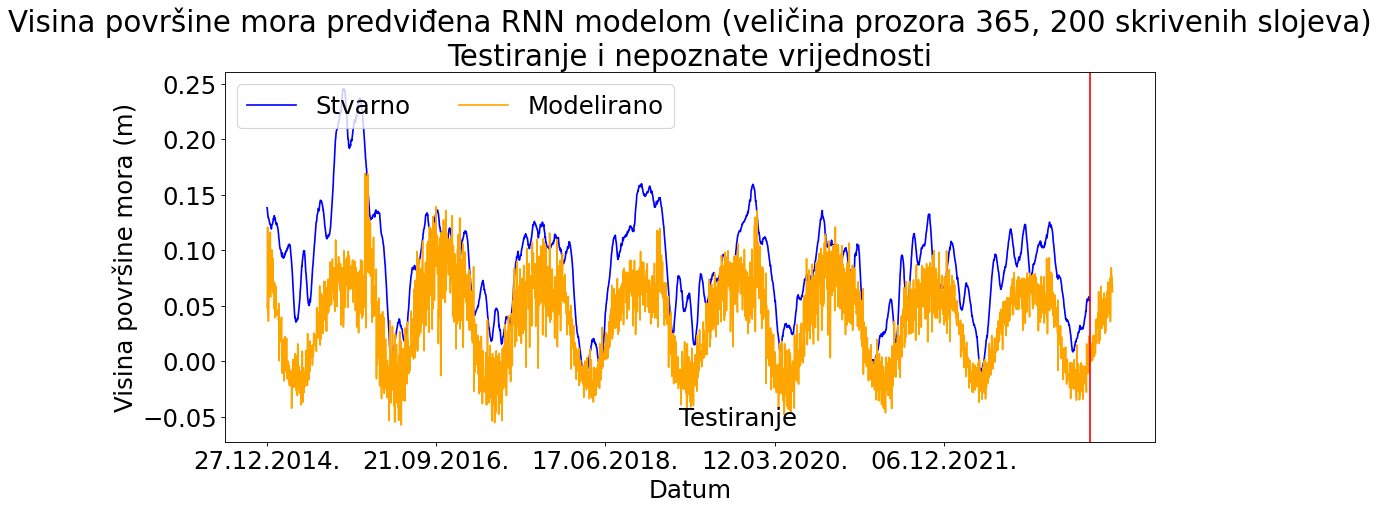 Visina površine mora predviđena RNN modelom (veličina prozora 365, 200 skrivenih slojeva)
Testiranje i nepoznate vrijednosti
Stvarno
Modelirano
Visina površine mora (m)
0.25
0.20
0.15
0.10
0.05
0.00
−0.05
Testiranje
27.12.2014.
21.09.2016.
17.06.2018.
12.03.2020.
06.12.2021.
Datum